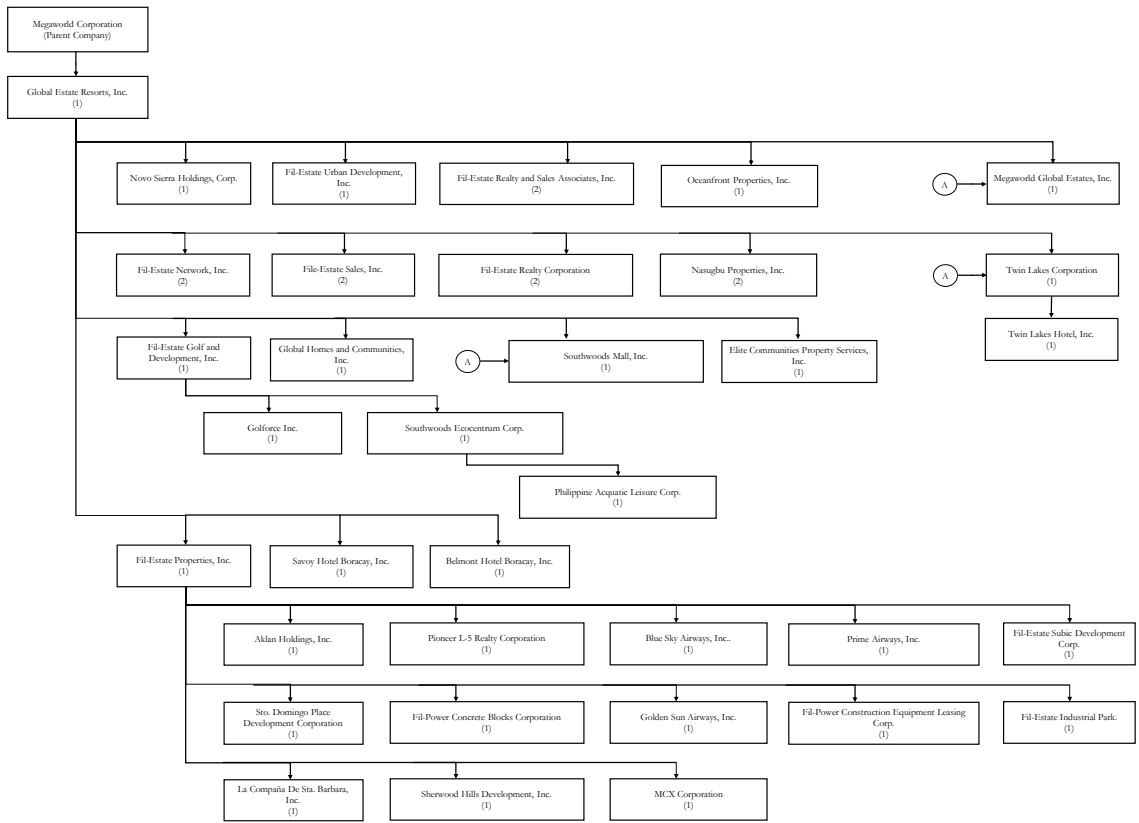 Megaworld Corporation
(Parent Company)
Global Estate Resorts, Inc.
(1)
Novo Sierra Holdings, Corp.
(1)
Fil-Estate Urban Development,
Inc.
(1)
Fil-Estate Realty and Sales Associates, Inc.
(2)
Oceanfront Properties, Inc.
(1)
A
Megaworld Global Estates, Inc.
(1)
Fil-Estate Network, Inc.
(2)
File-Estate Sales, Inc.
(2)
Fil-Estate Realty Corporation
(2)
Nasugbu Properties, Inc.
(2)
A
Twin Lakes Corporation
(1)
Twin Lakes Hotel, Inc.
(1)
Fil-Estate Golf and
Development, Inc.
(1)
Global Homes and Communities,
Inc.
(1)
A
Southwoods Mall, Inc.
(1)
Elite Communities Property Services,
Inc.
(1)
Golforce Inc.
(1)
Southwoods Ecocentrum Corp.
(1)
Philippine Acquatic Leisure Corp.
(1)
Fil-Estate Properties, Inc.
(1)
Savoy Hotel Boracay, Inc.
(1)
Belmont Hotel Boracay, Inc.
(1)
Aklan Holdings, Inc.
(1)
Pioneer L-5 Realty Corporation
(1)
Blue Sky Airways, Inc..
(1)
Prime Airways, Inc.
(1)
Fil-Estate Subic Development
Corp.
(1)
Sto. Domingo Place
Development Corporation
(1)
Fil-Power Concrete Blocks Corporation
(1)
Golden Sun Airways, Inc.
(1)
Fil-Power Construction Equipment Leasing
Corp.
(1)
Fil-Estate Industrial Park.
(1)
La Compaña De Sta. Barbara,
Inc.
(1)
Sherwood Hills Development, Inc.
(1)
MCX Corporation
(1)